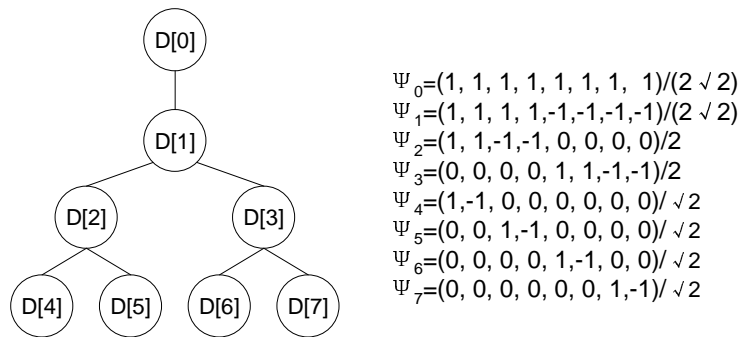 D[0]
D[1]
D[2] D[3]
D[4] D[5] D[6] D[7]
Ψ0=(1, 1, 1, 1, 1, 1, 1, 1)/(2 √ 2)
Ψ1=(1, 1, 1, 1,-1,-1,-1,-1)/(2 √ 2)
Ψ2=(1, 1,-1,-1, 0, 0, 0, 0)/2
Ψ3=(0, 0, 0, 0, 1, 1,-1,-1)/2
Ψ4=(1,-1, 0, 0, 0, 0, 0, 0)/ √ 2
Ψ5=(0, 0, 1,-1, 0, 0, 0, 0)/ √ 2
Ψ6=(0, 0, 0, 0, 1,-1, 0, 0)/ √ 2
Ψ7=(0, 0, 0, 0, 0, 0, 1,-1)/ √ 2